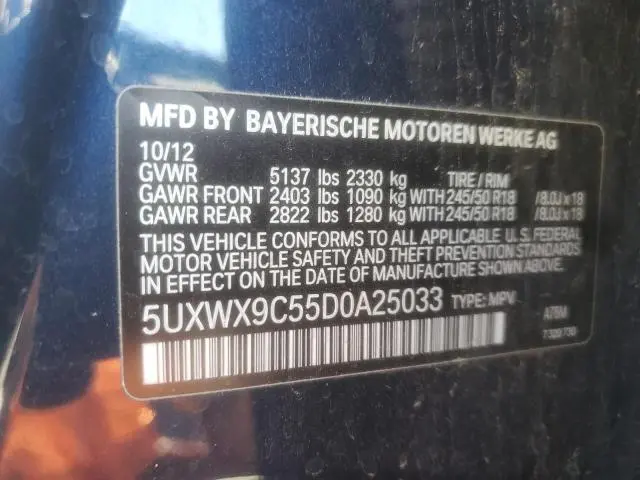 MFD BY BAYERISCHE MOTOREN WERKE AG
10/12
GVWR 5137 lbs 2330 kg TIRE / RIM
GAWR FRONT 2403 lbs 1090 kg WITH 245/50 R18 /8.0J x 18
GAWR REAR 2822 lbs 1280 kg WITH 245/50 R18 /8.0J x 18
THIS VEHICLE CONFORMS TO ALL APPLICABLE U.S. FEDERAL
MOTOR VEHICLE SAFETY AND THEFT PREVENTION STANDARDS
IN EFFECT ON THE DATE OF MANUFACTURE SHOWN ABOVE.
5UXWX9C55D0A25033 TYPE: MPV